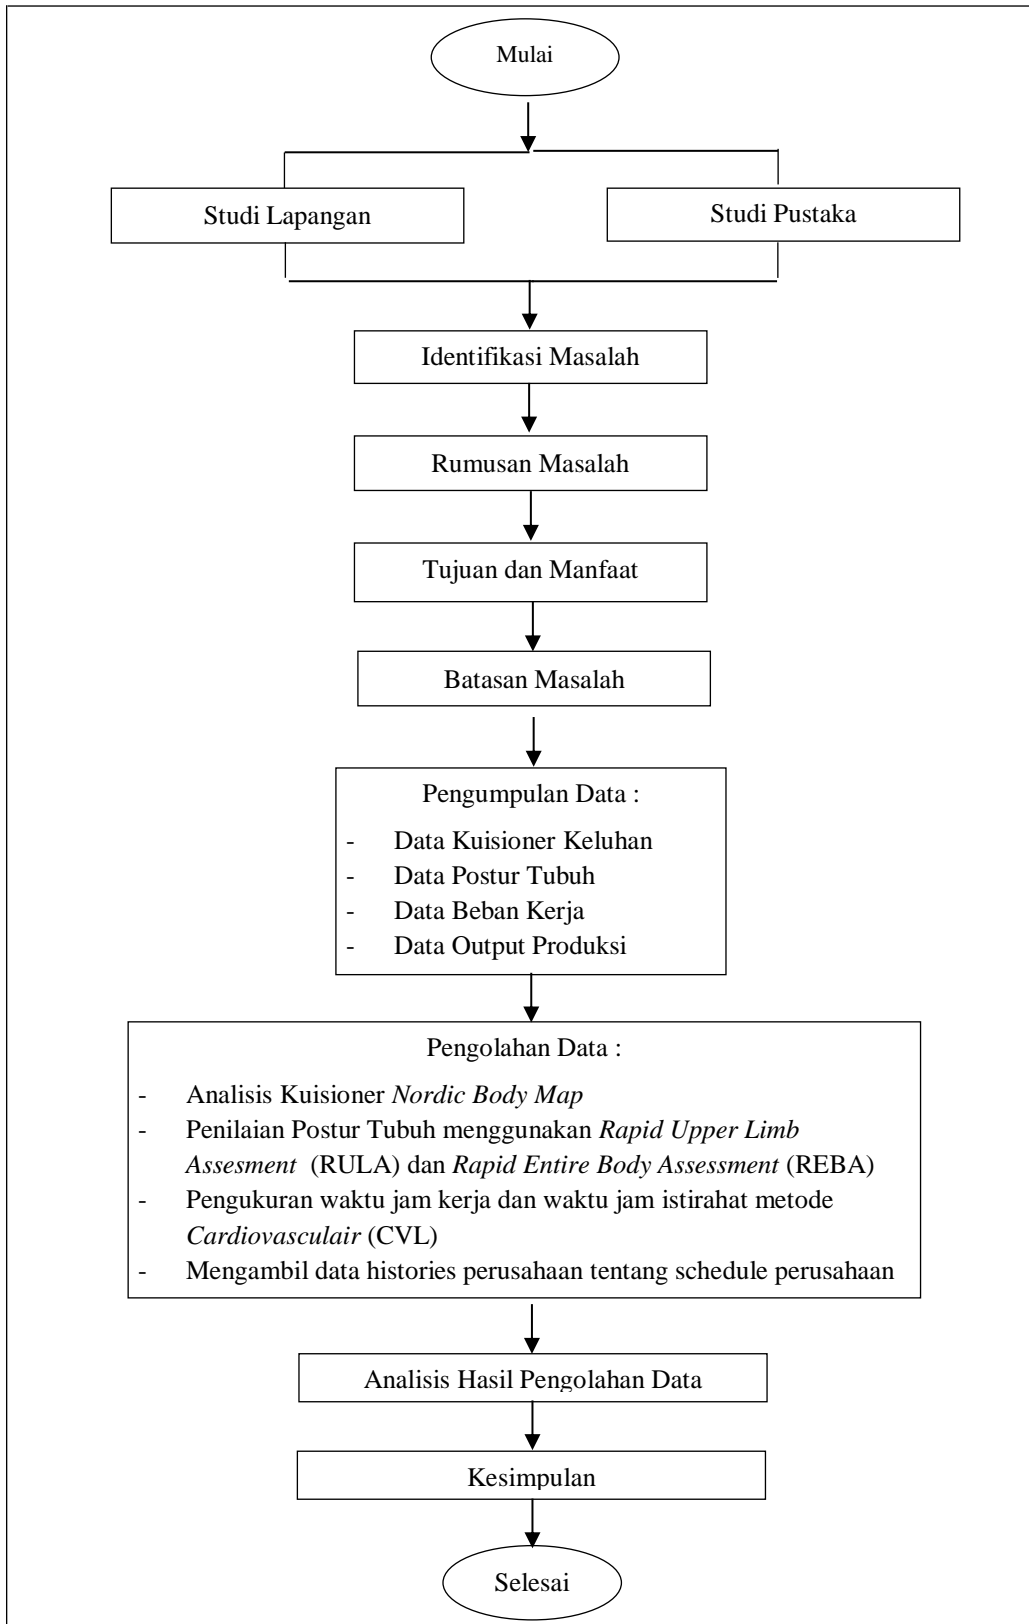 Mulai
Studi Lapangan
Studi Pustaka
Identifikasi Masalah
Rumusan Masalah
Tujuan dan Manfaat
Batasan Masalah
Pengumpulan Data :
- Data Kuisioner Keluhan
- Data Postur Tubuh
- Data Beban Kerja
- Data Output Produksi
Pengolahan Data :
- Analisis Kuisioner Nordic Body Map
- Penilaian Postur Tubuh menggunakan Rapid Upper Limb
Assesment (RULA) dan Rapid Entire Body Assessment (REBA)
- Pengukuran waktu jam kerja dan waktu jam istirahat metode
Cardiovasculair (CVL)
- Mengambil data histories perusahaan tentang schedule perusahaan
Analisis Hasil Pengolahan Data
Kesimpulan
Selesai